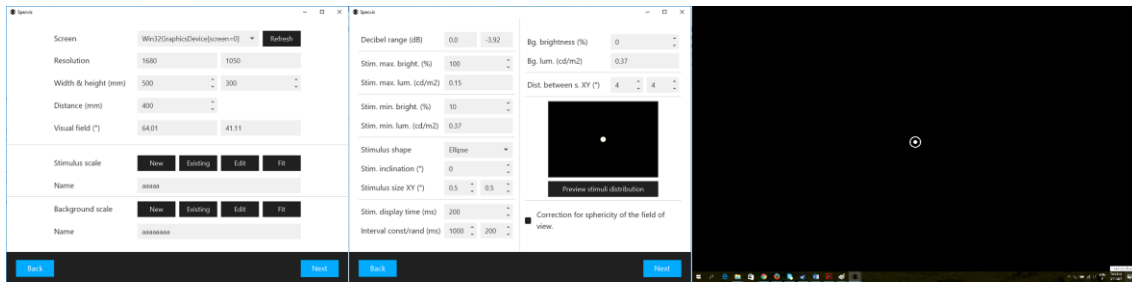 Specvis
Screen Win32GraphicsDevice[screen=0] Refresh
Resolution 1680 1050
Width & height (mm) 500 300
Distance (mm) 400
Visual field (°) 64.01 41.11
Stimulus scale New Existing Edit Fit
Name aaaaa
Background scale New Existing Edit Fit
Name aaaaaaaa
Back Next
Specvis
Decibel range (dB) 0.0 -3.92
Stim. max. bright. (%) 100
Stim. max. lum. (cd/m2) 0.15
Stim. min. bright. (%) 10
Stim. min. lum. (cd/m2) 0.37
Stimulus shape Ellipse
Stim. inclination (°) 0
Stimulus size XY (°) 0.5 0.5
Stim. display time (ms) 200
Interval const/rand (ms) 1000 200
Bg. brightness (%) 0
Bg. lum. (cd/m2) 0.37
Dist. between s. XY (°) 4 4
Preview stimuli distribution
Correction for sphericity of the field of
view.
Back Next